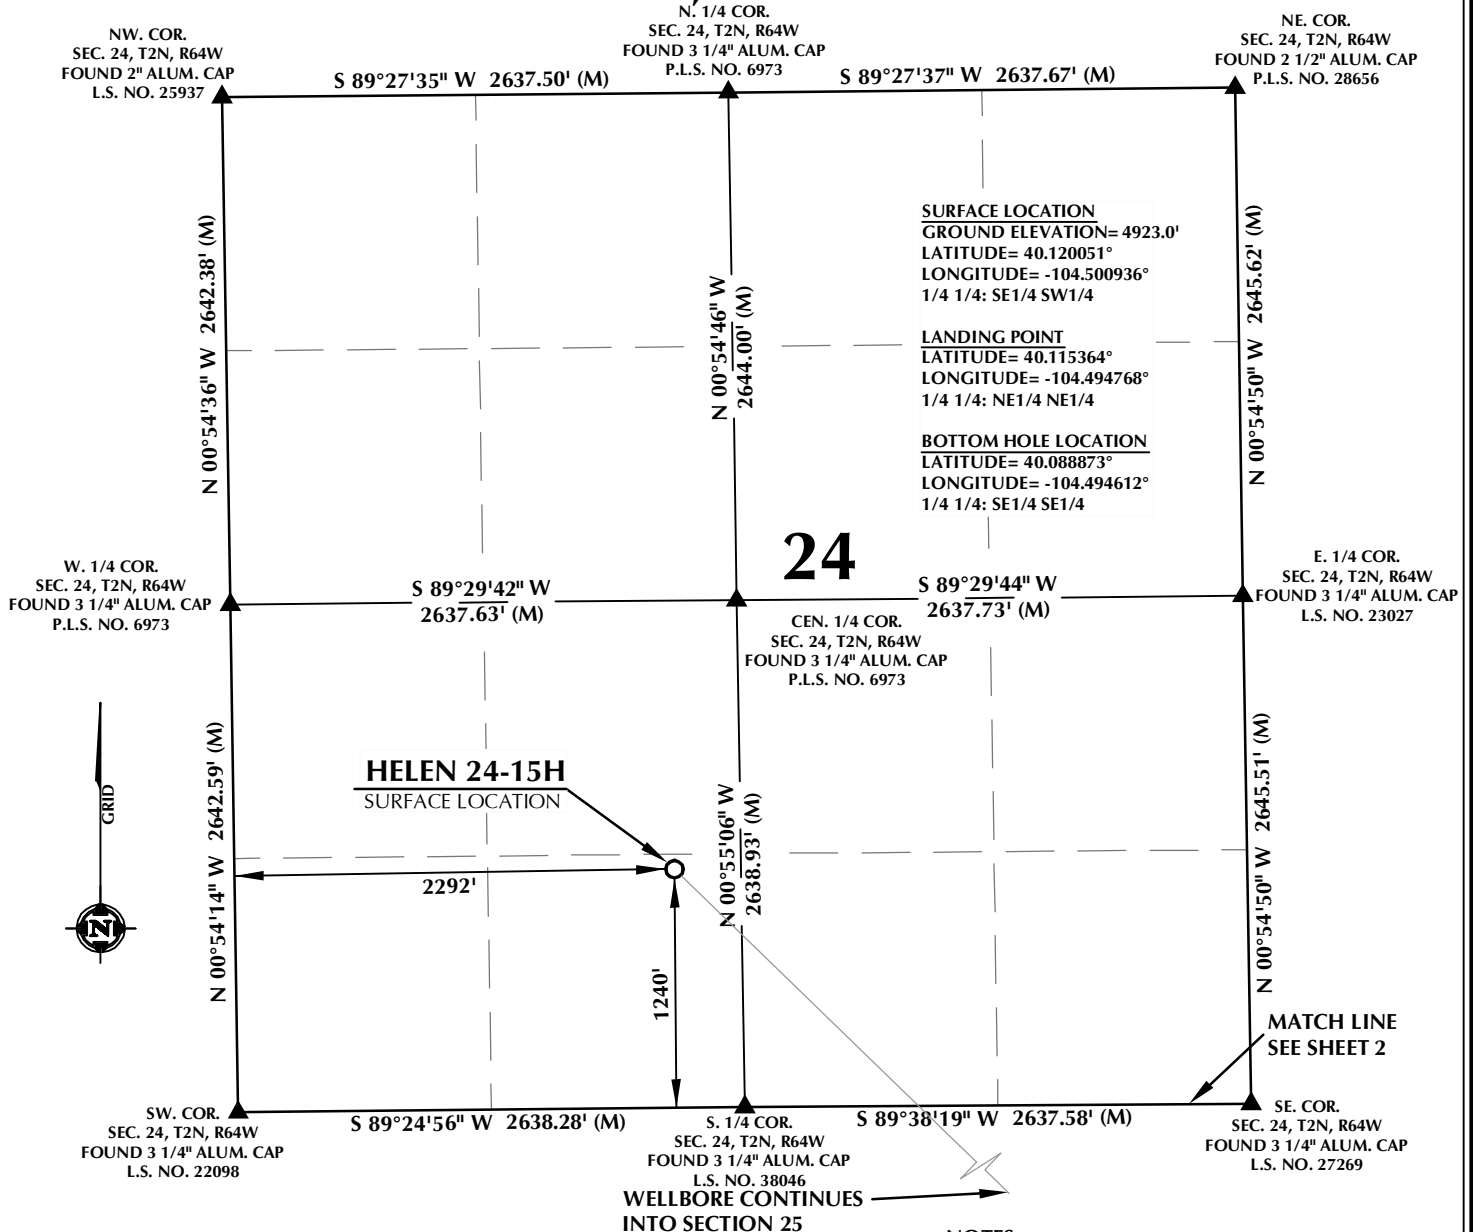 NW. COR.
SEC. 24, T2N, R64W
FOUND 2" ALUM. CAP
L.S. NO. 25937
N. 1/4 COR.
SEC. 24, T2N, R64W
FOUND 3 1/4" ALUM. CAP
P.L.S. NO. 6973
NE. COR.
SEC. 24, T2N, R64W
FOUND 2 1/2" ALUM. CAP
P.L.S. NO. 28656
S 89°27'35" W 2637.50' (M)
S 89°27'37" W 2637.67' (M)
N 00°54'36" W 2642.38' (M)
N 00°54'46" W
2644.00' (M)
SURFACE LOCATION
GROUND ELEVATION= 4923.0'
LATITUDE= 40.120051°
LONGITUDE= -104.500936°
1/4 1/4: SE1/4 SW1/4
LANDING POINT
LATITUDE= 40.115364°
LONGITUDE= -104.494768°
1/4 1/4: NE1/4 NE1/4
BOTTOM HOLE LOCATION
LATITUDE= 40.088873°
LONGITUDE= -104.494612°
1/4 1/4: SE1/4 SE1/4
N 00°54'50" W 2645.62' (M)
24
W. 1/4 COR.
SEC. 24, T2N, R64W
FOUND 3 1/4" ALUM. CAP
P.L.S. NO. 6973
S 89°29'42" W
2637.63' (M)
S 89°29'44" W
2637.73' (M)
CEN. 1/4 COR.
SEC. 24, T2N, R64W
FOUND 3 1/4" ALUM. CAP
P.L.S. NO. 6973
E. 1/4 COR.
SEC. 24, T2N, R64W
FOUND 3 1/4" ALUM. CAP
L.S. NO. 23027
GRID
N
N 00°54'14" W 2642.59' (M)
HELEN 24-15H
SURFACE LOCATION
2292'
1240'
N 00°55'06" W
2638.93' (M)
N 00°54'50" W 2645.51' (M)
MATCH LINE
SEE SHEET 2
SW. COR.
SEC. 24, T2N, R64W
FOUND 3 1/4" ALUM. CAP
L.S. NO. 22098
S 89°24'56" W 2638.28' (M)
S. 1/4 COR.
SEC. 24, T2N, R64W
FOUND 3 1/4" ALUM. CAP
L.S. NO. 38046
S 89°38'19" W 2637.58' (M)
SE. COR.
SEC. 24, T2N, R64W
FOUND 3 1/4" ALUM. CAP
L.S. NO. 27269
WELLBORE CONTINUES
INTO SECTION 25